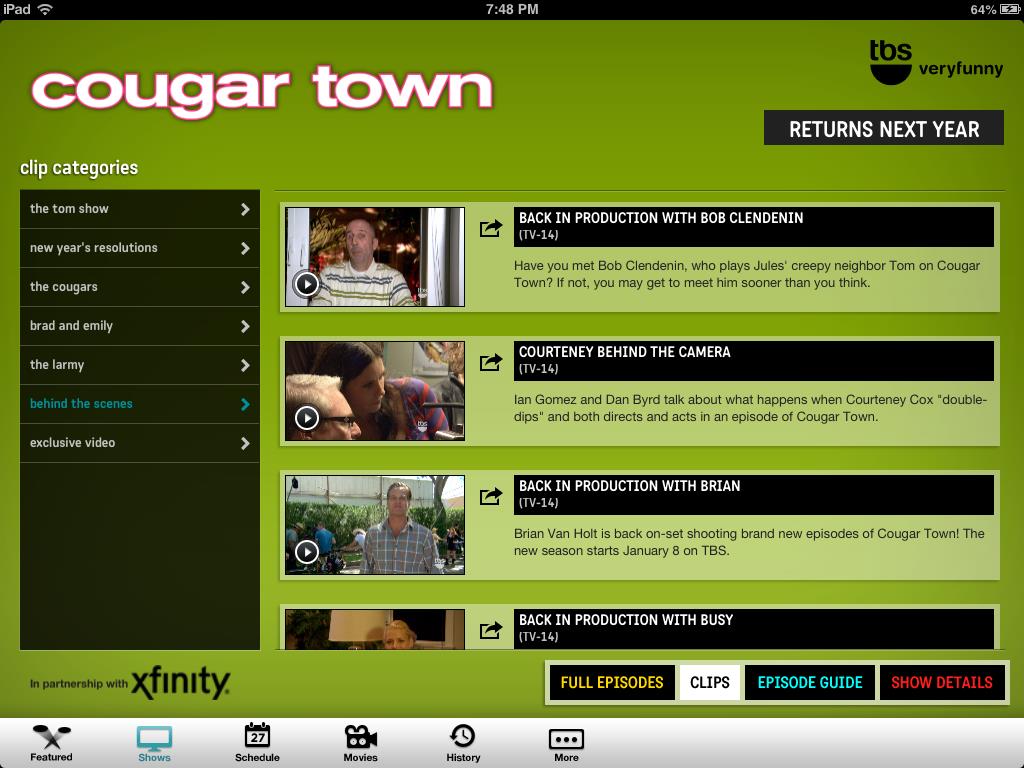 iPad 7:48 PM 64%
cougar town
tbs
veryfunny
RETURNS NEXT YEAR
clip categories
the tom show
new year's resolutions
the cougars
brad and emily
the larmy
behind the scenes
exclusive video
BACK IN PRODUCTION WITH BOB CLENDENIN
(TV-14)
Have you met Bob Clendenin, who plays Jules' creepy neighbor Tom on Cougar
Town? If not, you may get to meet him sooner than you think.
tbs
COURTENEY BEHIND THE CAMERA
(TV-14)
Ian Gomez and Dan Byrd talk about what happens when Courteney Cox "double-
dips" and both directs and acts in an episode of Cougar Town.
tbs
BACK IN PRODUCTION WITH BRIAN
(TV-14)
Brian Van Holt is back on-set shooting brand new episodes of Cougar Town! The
new season starts January 8 on TBS.
tbs
BACK IN PRODUCTION WITH BUSY
(TV-14)
In partnership with xfinity.
FULL EPISODES CLIPS EPISODE GUIDE SHOW DETAILS
27
Featured Shows Schedule Movies History More